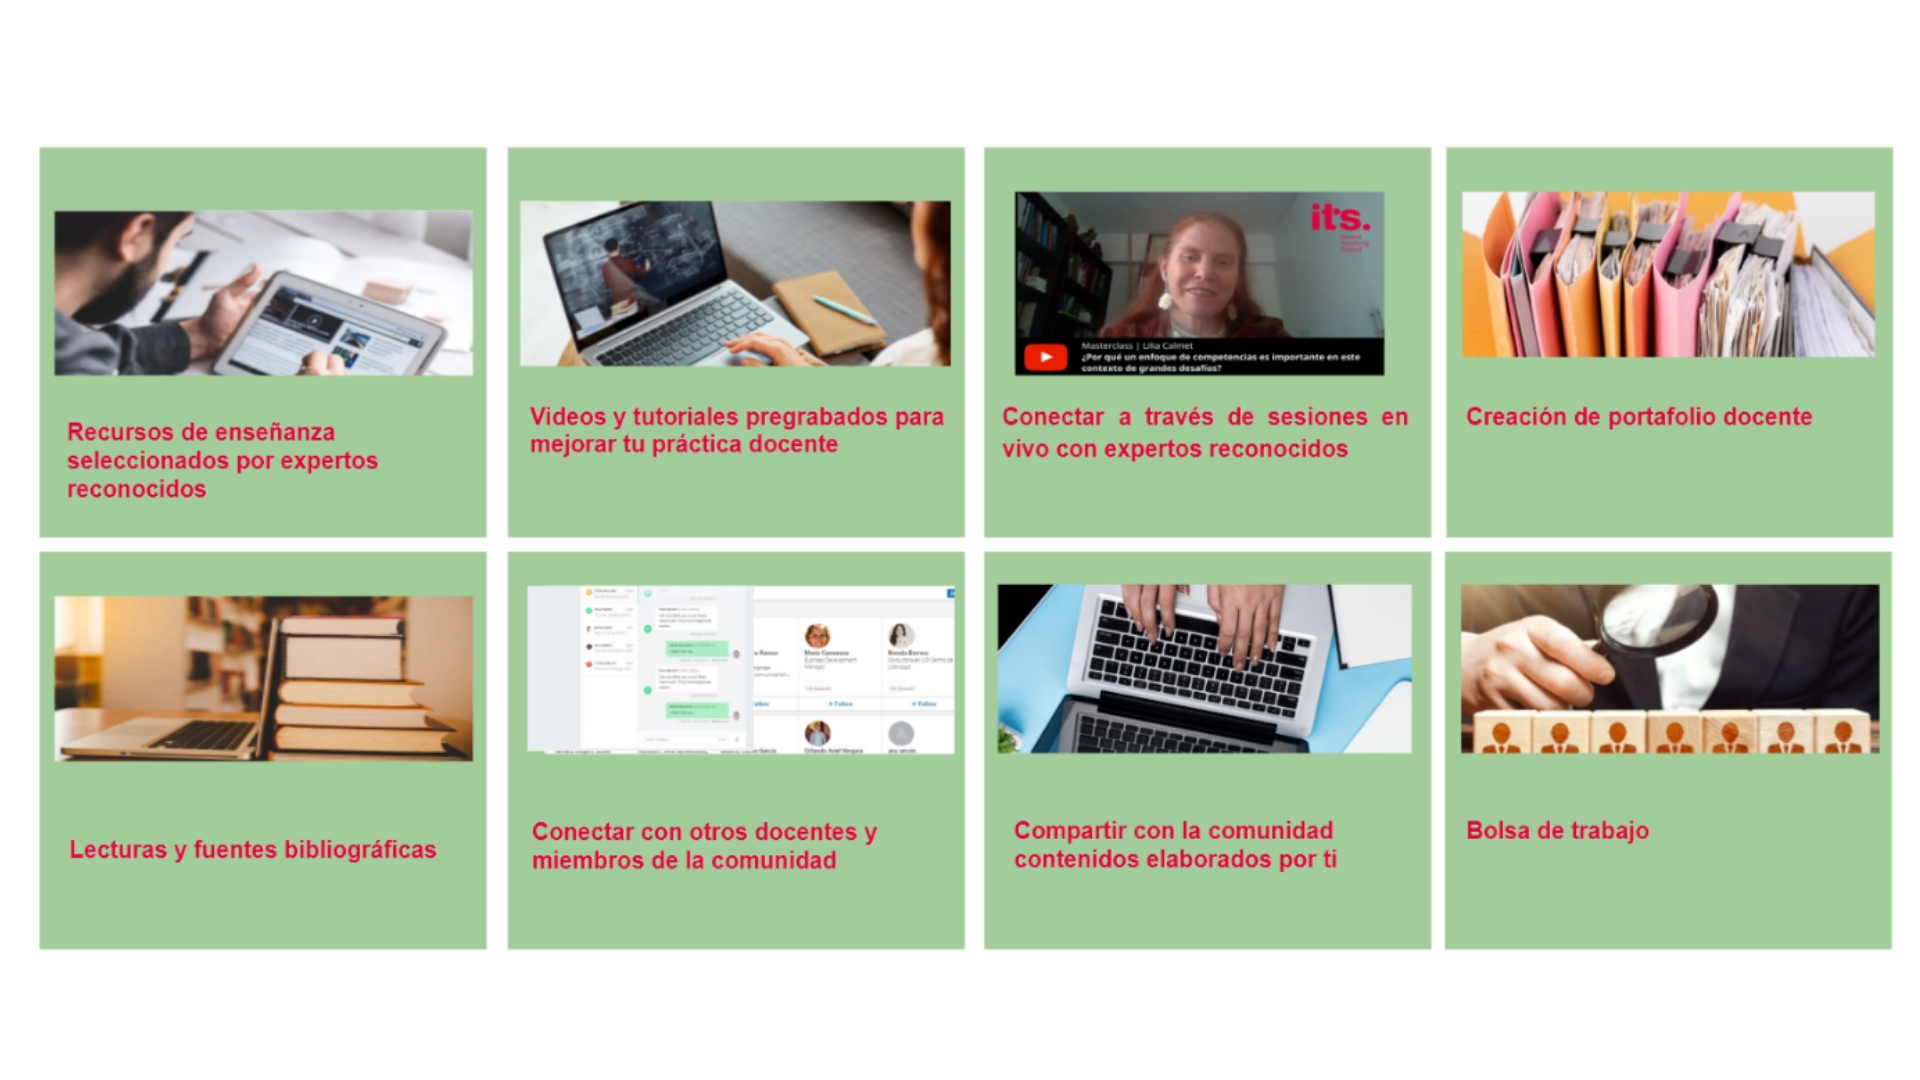 it's.
Masterclass | Lilia Calmet
¿Por qué un enfoque de competencias es importante en este
contexto de grandes desafíos?
Recursos de enseñanza
seleccionados por expertos
reconocidos
Videos y tutoriales pregrabados para
mejorar tu práctica docente
Conectar a través de sesiones en
vivo con expertos reconocidos
Creación de portafolio docente
+ Follow
+ Follow
Lecturas y fuentes bibliográficas
Conectar con otros docentes y
miembros de la comunidad
Compartir con la comunidad
contenidos elaborados por ti
Bolsa de trabajo